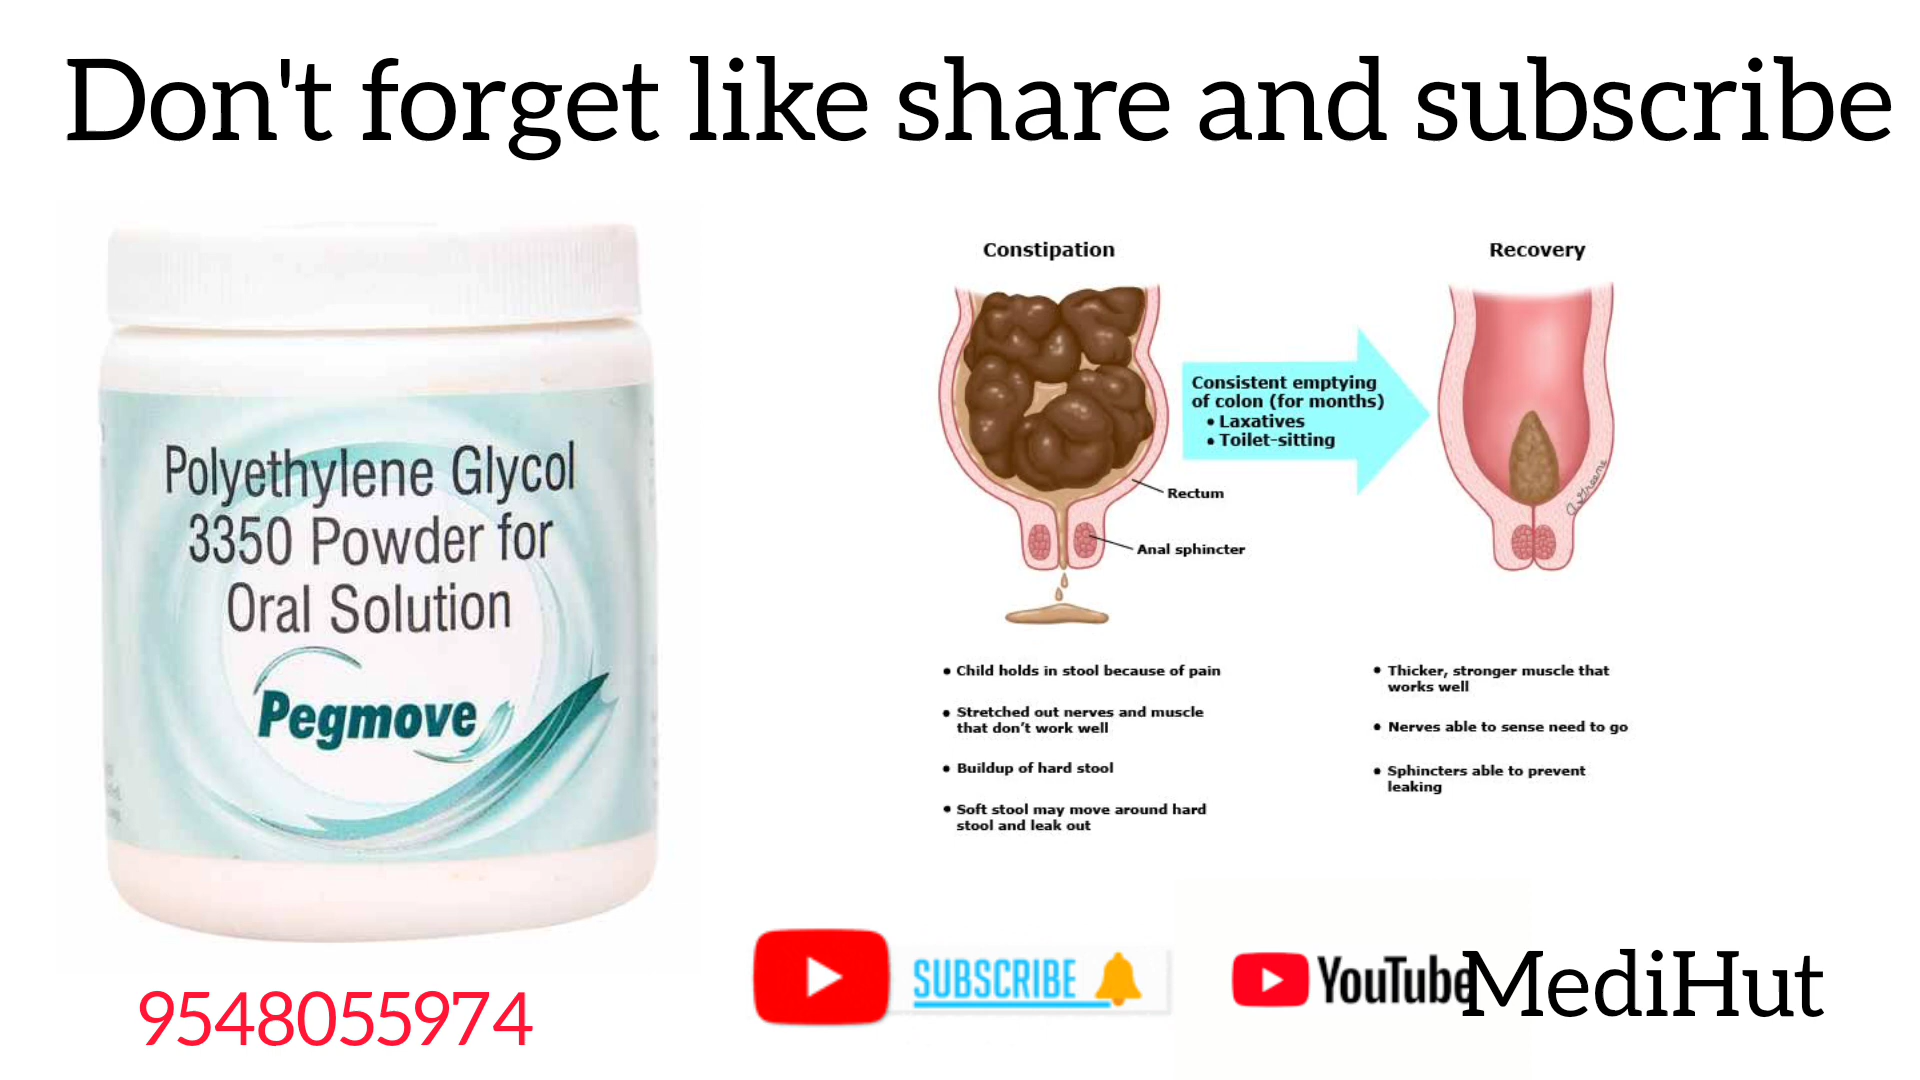 Don't forget like share and subscribe
Polyethylene Glycol
3350 Powder for
Oral Solution
Pegmove
9548055974
Constipation
Recovery
Consistent emptying
of colon (for months)
• Laxatives
• Toilet-sitting
Rectum
Anal sphincter
• Child holds in stool because of pain
• Stretched out nerves and muscle
that don't work well
• Buildup of hard stool
• Soft stool may move around hard
stool and leak out
• Thicker, stronger muscle that
works well
• Nerves able to sense need to go
• Sphincters able to prevent
leaking
SUBSCRIBE
YouTube MediHut